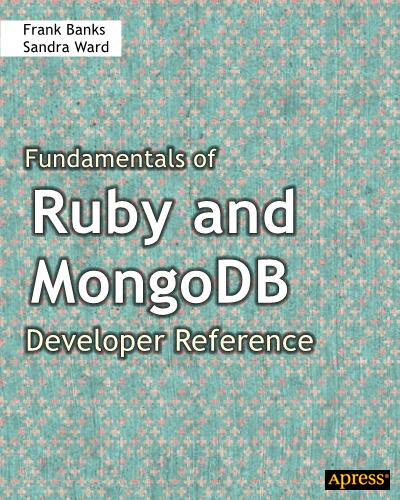 Frank Banks
Sandra Ward
Fundamentals of
Ruby and
MongoDB
Developer Reference
Apress®